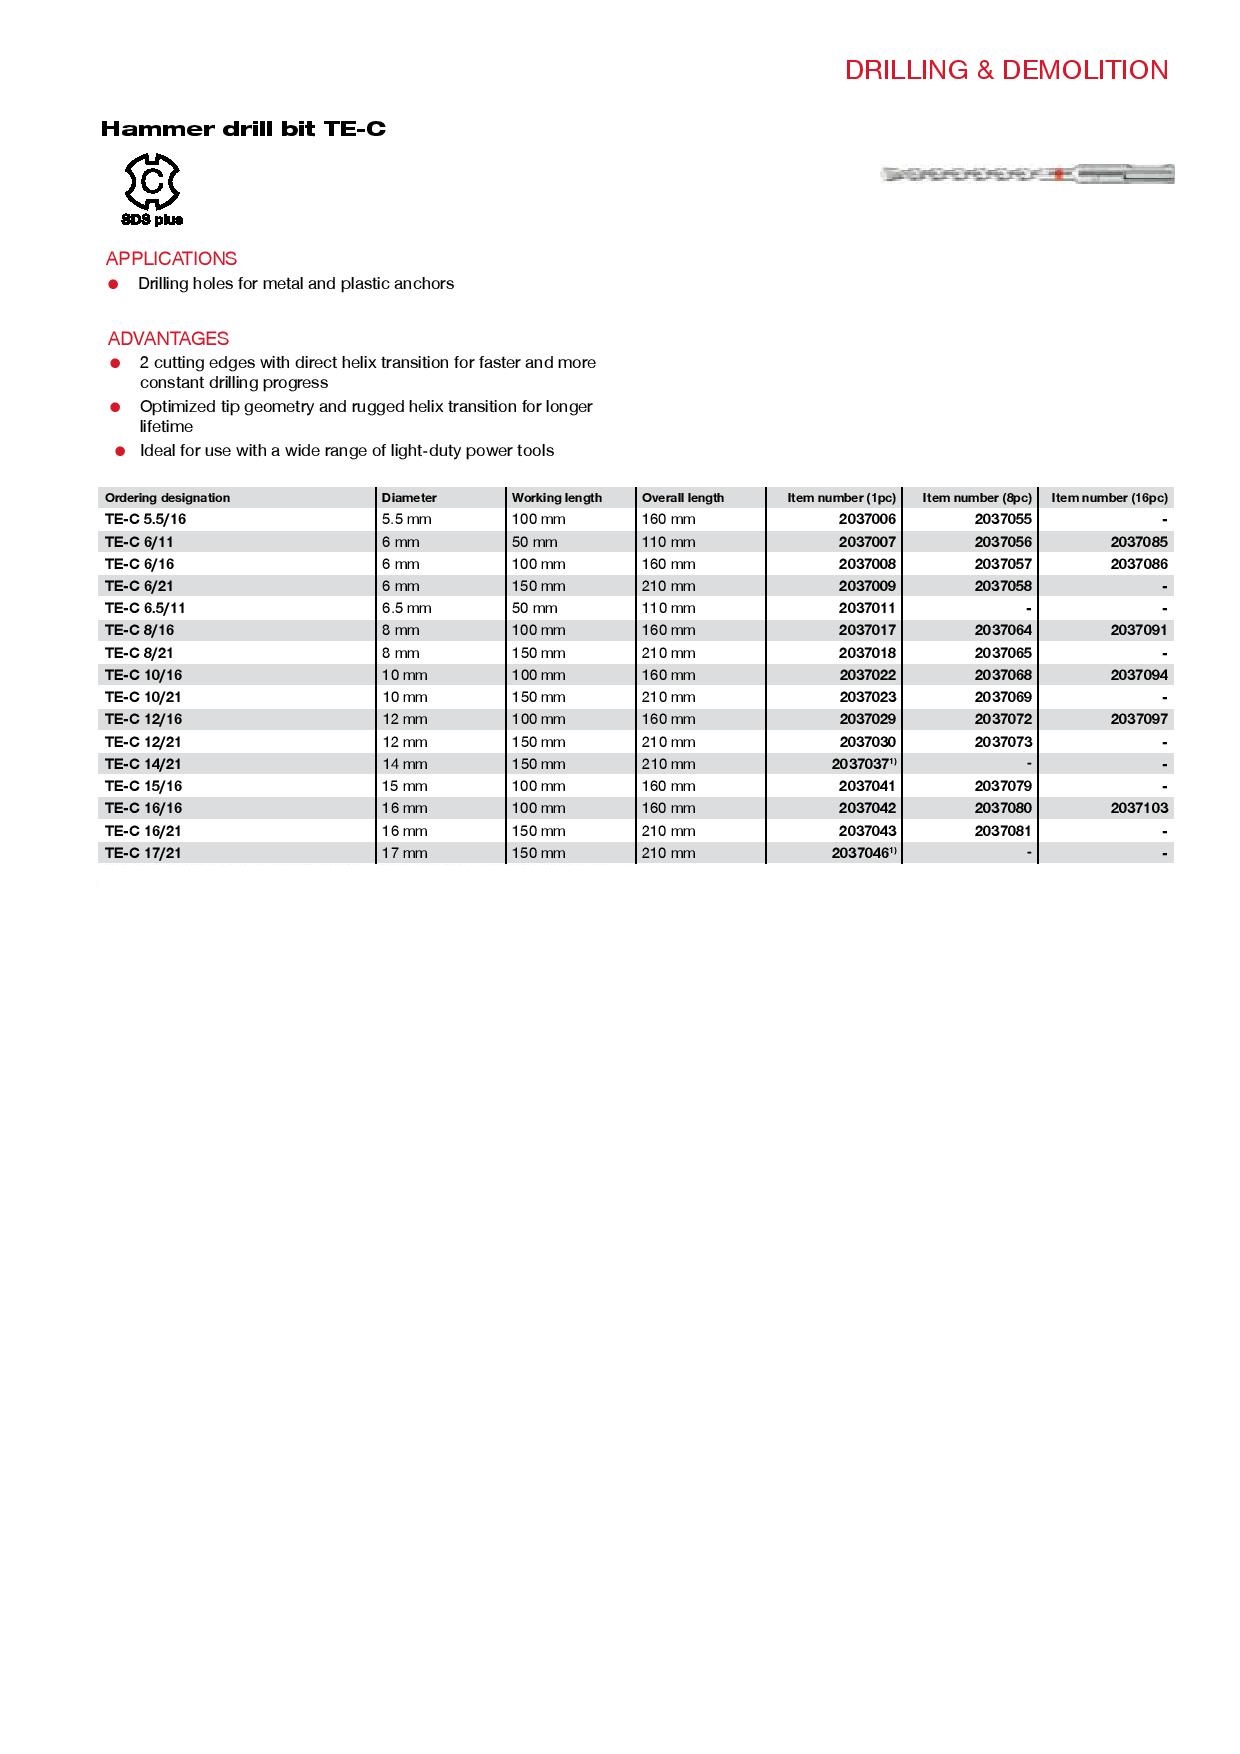 DRILLING & DEMOLITION
Hammer drill bit TE-C
C
SDS plus
APPLICATIONS
● Drilling holes for metal and plastic anchors
ADVANTAGES
● 2 cutting edges with direct helix transition for faster and more
constant drilling progress
● Optimized tip geometry and rugged helix transition for longer
lifetime
● Ideal for use with a wide range of light-duty power tools
Ordering designation Diameter Working length Overall length Item number (1pc) Item number (8pc) Item number (16pc)
TE-C 5.5/16 5.5 mm 100 mm 160 mm 2037006 2037055 -
TE-C 6/11 6 mm 50 mm 110 mm 2037007 2037056 2037085
TE-C 6/16 6 mm 100 mm 160 mm 2037008 2037057 2037086
TE-C 6/21 6 mm 150 mm 210 mm 2037009 2037058 -
TE-C 6.5/11 6.5 mm 50 mm 110 mm 2037011 - -
TE-C 8/16 8 mm 100 mm 160 mm 2037017 2037064 2037091
TE-C 8/21 8 mm 150 mm 210 mm 2037018 2037065 -
TE-C 10/16 10 mm 100 mm 160 mm 2037022 2037068 2037094
TE-C 10/21 10 mm 150 mm 210 mm 2037023 2037069 -
TE-C 12/16 12 mm 100 mm 160 mm 2037029 2037072 2037097
TE-C 12/21 12 mm 150 mm 210 mm 2037030 2037073 -
TE-C 14/21 14 mm 150 mm 210 mm 2037037¹⁾ - -
TE-C 15/16 15 mm 100 mm 160 mm 2037041 2037079 -
TE-C 16/16 16 mm 100 mm 160 mm 2037042 2037080 2037103
TE-C 16/21 16 mm 150 mm 210 mm 2037043 2037081 -
TE-C 17/21 17 mm 150 mm 210 mm 2037046¹⁾ - -